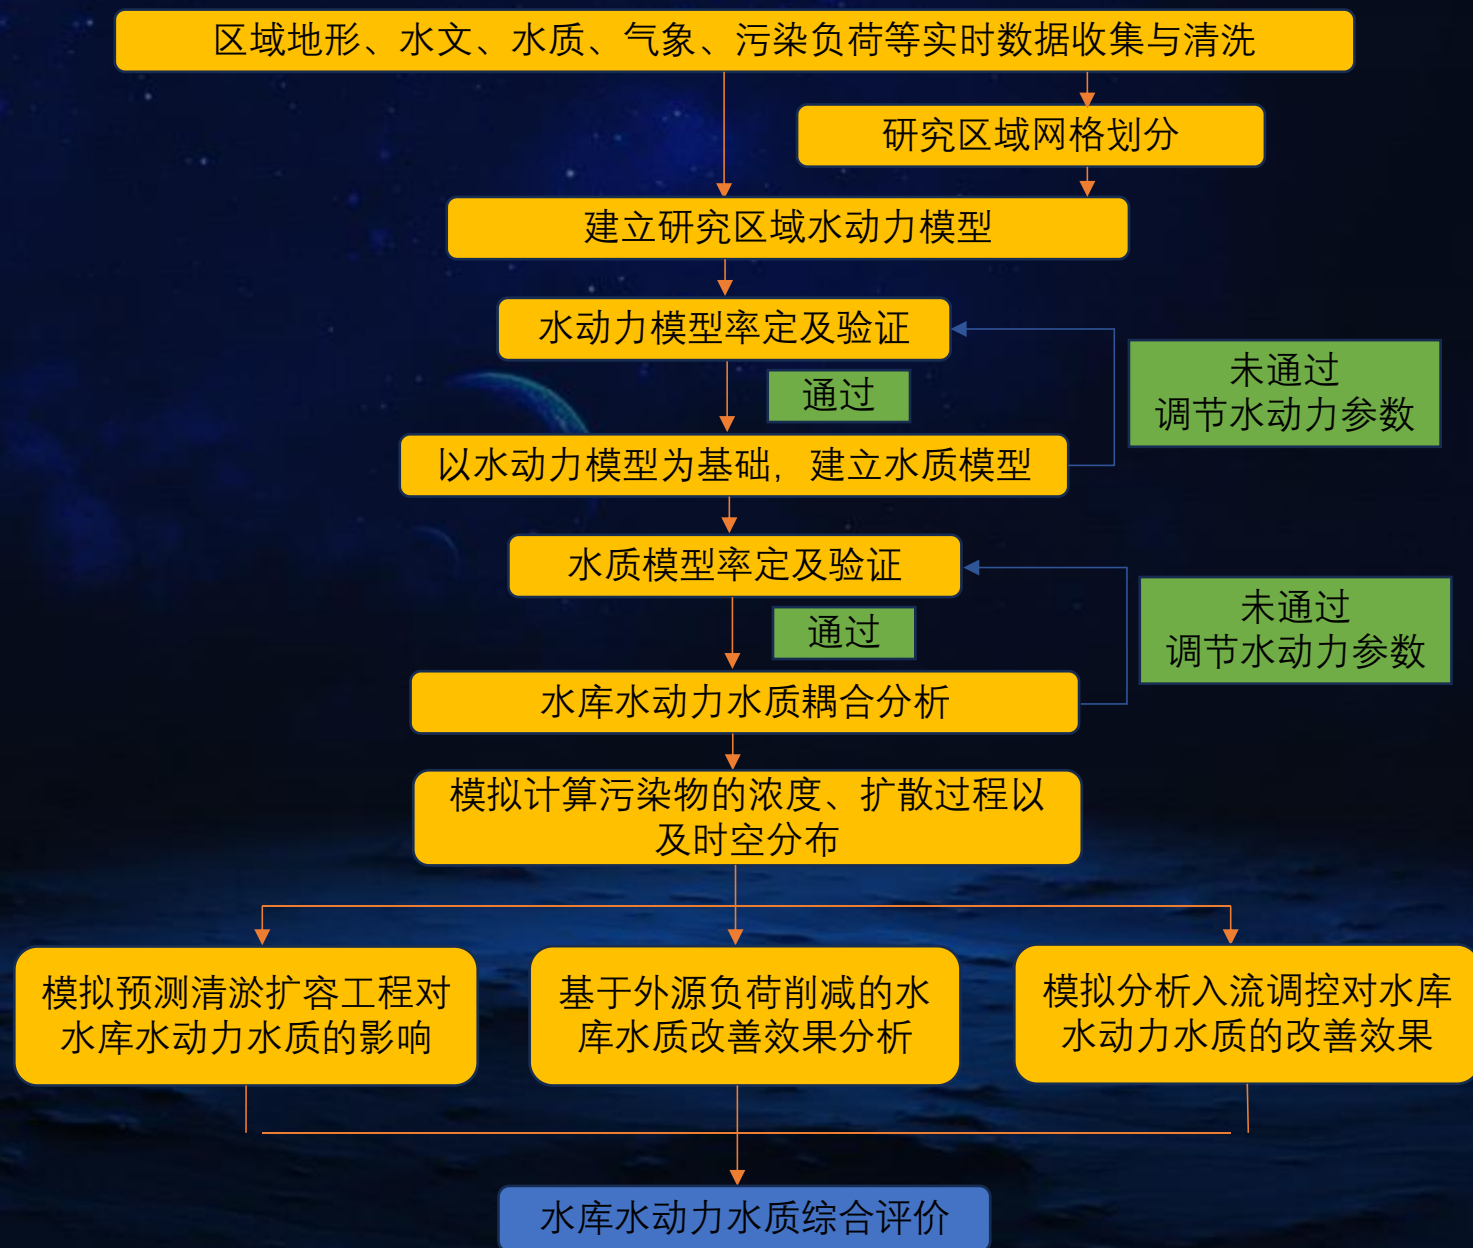 区域地形、水文、水质、气象、污染负荷等实时数据收集与清洗
研究区域网格划分
建立研究区域水动力模型
水动力模型率定及验证
未通过
调节水动力参数
通过
以水动力模型为基础，建立水质模型
水质模型率定及验证
未通过
调节水动力参数
通过
水库水动力水质耦合分析
模拟计算污染物的浓度、扩散过程以
及时空分布
模拟预测清淤扩容工程对
水库水动力水质的影响
基于外源负荷削减的水
库水质改善效果分析
模拟分析入流调控对水库
水动力水质的改善效果
水库水动力水质综合评价